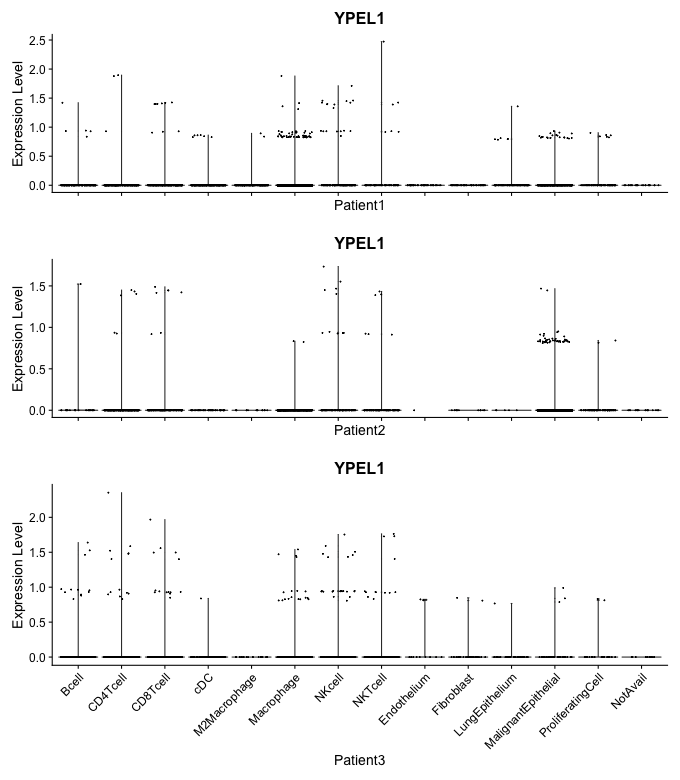 YPEL1
Expression Level
2.5
2.0
1.5
1.0
0.5
0.0
Patient1
YPEL1
Expression Level
1.5
1.0
0.5
0.0
Patient2
YPEL1
Expression Level
2.0
1.5
1.0
0.5
0.0
Bcell
CD4Tcell
CD8Tcell
cDC
M2Macrophage
Macrophage
NKcell
NKTcell
Endothelium
Fibroblast
LungEpithelium
MalignantEpithelial
ProliferatingCell
NotAvail
Patient3